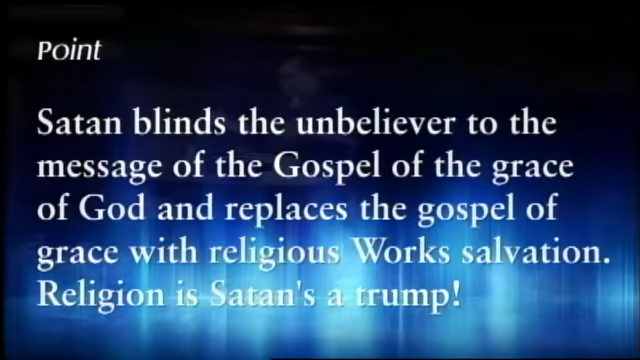 Point
Satan blinds the unbeliever to the
message of the Gospel of the grace
of God and replaces the gospel of
grace with religious Works salvation.
Religion is Satan's a trump!